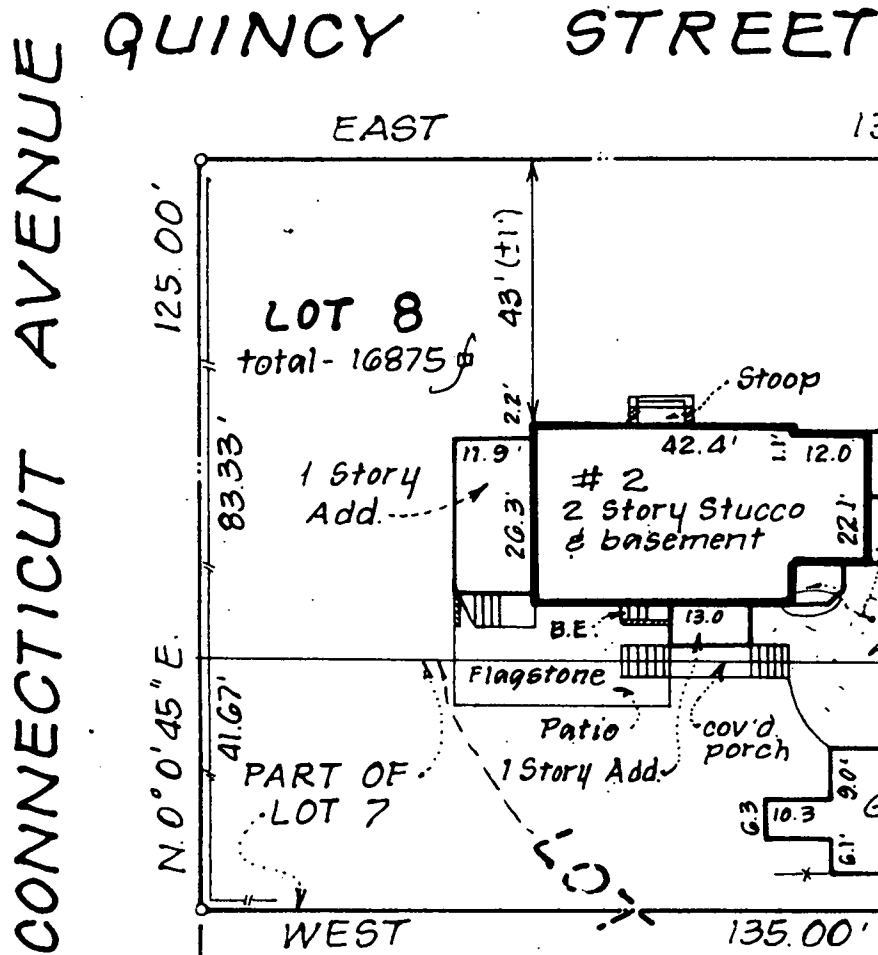 QUINCY STREET
CONNECTICUT AVENUE
EAST
125.00'
43' (±1')
LOT 8
total - 16875
2.2'
Stoop
83.33'
11.9'
42.4'
1.1'
12.0
1 Story
Add.
26.3'
# 2
2 Story Stucco
& basement
22.1'
13.0
B.E.
N. 0° 0' 45" E.
41.67'
Flagstone
Patio
cov'd
porch
1 Story Add.
PART OF
LOT 7
9.0'
6.3
10.3
6.1'
LOT
WEST
135.00'